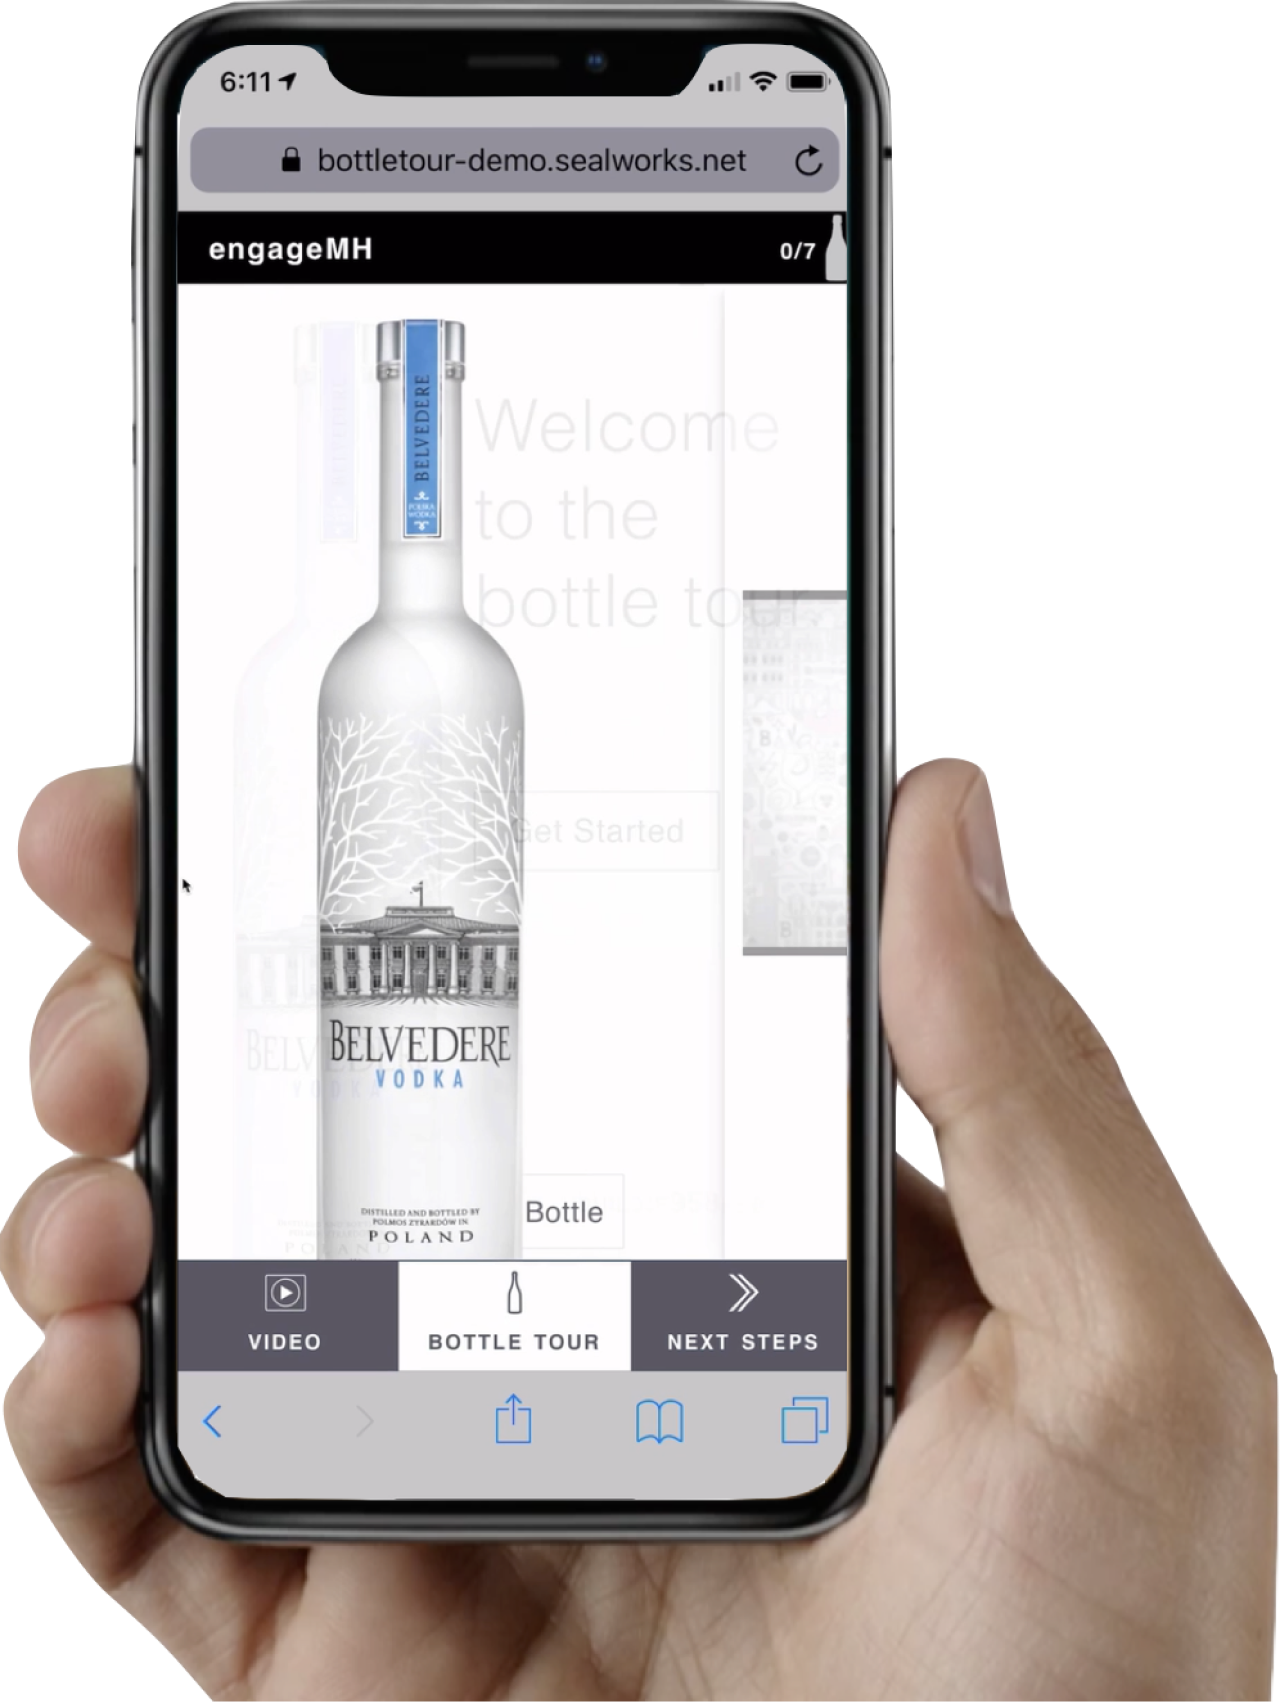 6:11
bottletour-demo.sealworks.net
engageMH
0/7
BELVEDERE
POLSKA
WÓDKA
Welcome
to the
bottle tour
Get Started
BELVEDERE
VODKA
DISTILLED AND BOTTLED BY
POLMOS ŻYRARDÓW IN
POLAND
Bottle
VIDEO
BOTTLE TOUR
NEXT STEPS